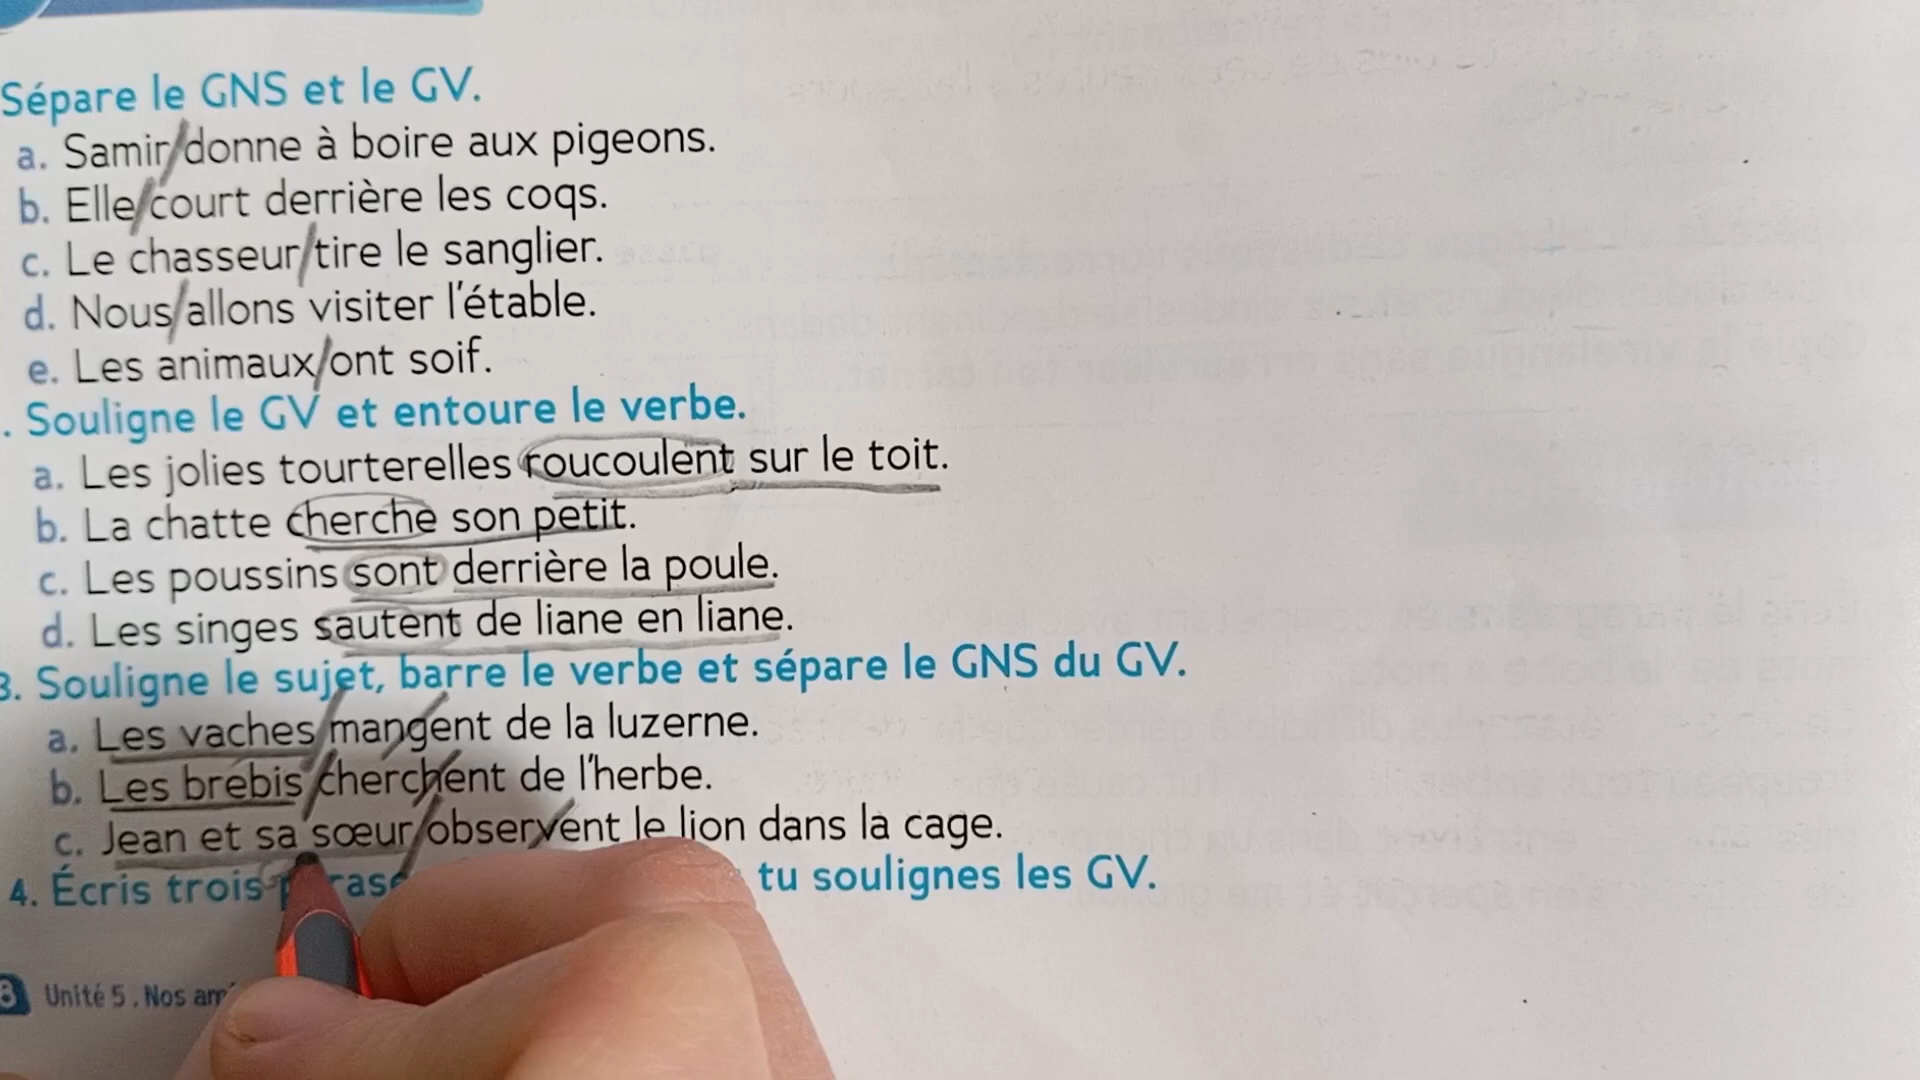 Sépare le GNS et le GV.
a. Samir/donne à boire aux pigeons.
b. Elle/court derrière les coqs.
c. Le chasseur/tire le sanglier.
d. Nous/allons visiter l'étable.
e. Les animaux/ont soif.
. Souligne le GV et entoure le verbe.
a. Les jolies tourterelles roucoulent sur le toit.
b. La chatte cherche son petit.
c. Les poussins sont derrière la poule.
d. Les singes sautent de liane en liane.
3. Souligne le sujet, barre le verbe et sépare le GNS du GV.
a. Les vaches/mangent de la luzerne.
b. Les brebis/cherchent de l'herbe.
c. Jean et sa sœur/observent le lion dans la cage.
4. Écris trois tu soulignes les GV.
8 Unité 5. Nos